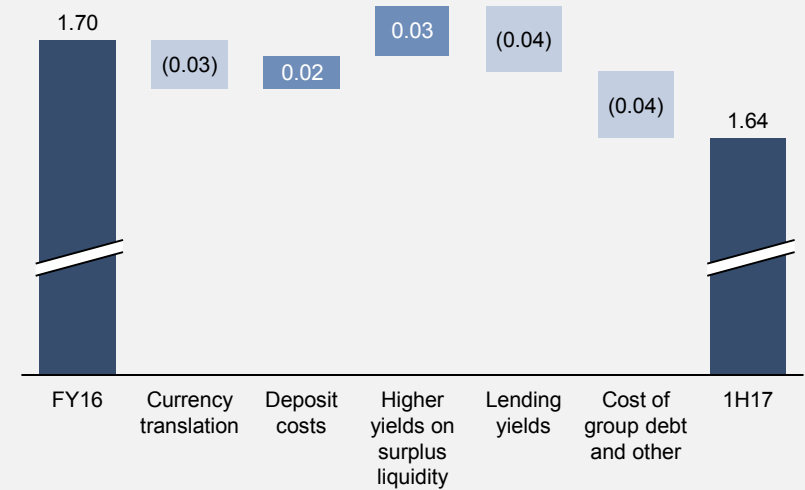 1.70
(0.03)
0.02
0.03
(0.04)
(0.04)
1.64
FY16
Currency
translation
Deposit
costs
Higher
yields on
surplus
liquidity
Lending
yields
Cost of
group debt
and other
1H17